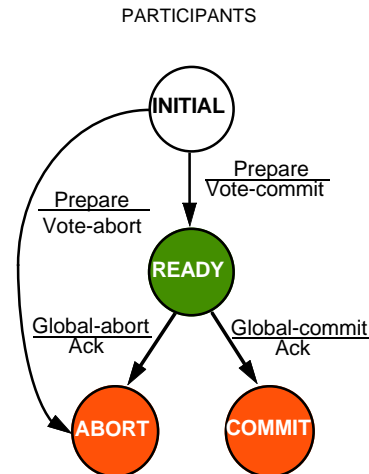 PARTICIPANTS
INITIAL
Prepare
Vote-commit
Prepare
Vote-abort
READY
Global-abort
Ack
Global-commit
Ack
ABORT
COMMIT